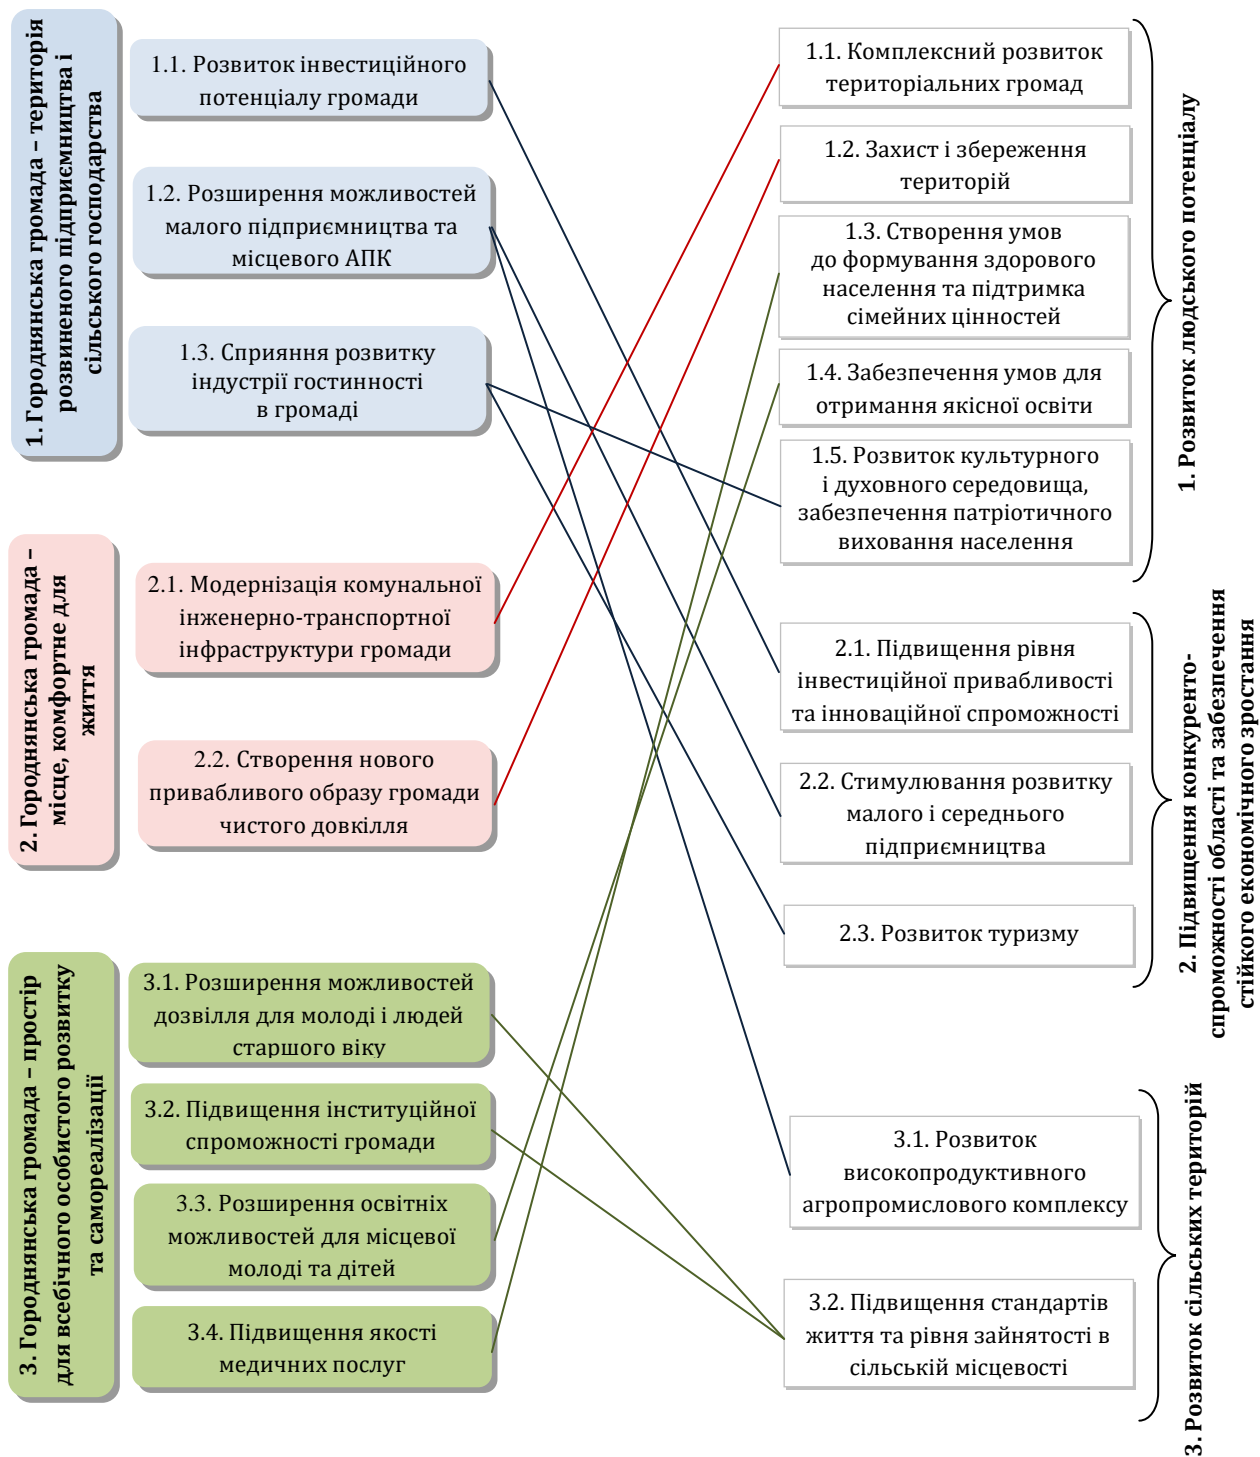 1. Городнянська громада – територія
розвиненого підприємництва і
сільського господарства
1.1. Розвиток інвестиційного
потенціалу громади
1.2. Розширення можливостей
малого підприємництва та
місцевого АПК
1.3. Сприяння розвитку
індустрії гостинності
в громаді
2. Городнянська громада –
місце, комфортне для
життя
2.1. Модернізація комунальної
інженерно-транспортної
інфраструктури громади
2.2. Створення нового
привабливого образу громади
чистого довкілля
3. Городнянська громада – простір
для всебічного особистого розвитку
та самореалізації
3.1. Розширення можливостей
дозвілля для молоді і людей
старшого віку
3.2. Підвищення інституційної
спроможності громади
3.3. Розширення освітніх
можливостей для місцевої
молоді та дітей
3.4. Підвищення якості
медичних послуг
1.1. Комплексний розвиток
територіальних громад
1.2. Захист і збереження
територій
1.3. Створення умов
до формування здорового
населення та підтримка
сімейних цінностей
1.4. Забезпечення умов для
отримання якісної освіти
1.5. Розвиток культурного
і духовного середовища,
забезпечення патріотичного
виховання населення
1. Розвиток людського потенціалу
2.1. Підвищення рівня
інвестиційної привабливості
та інноваційної спроможності
2.2. Стимулювання розвитку
малого і середнього
підприємництва
2.3. Розвиток туризму
2. Підвищення конкуренто-
спроможності області та забезпечення
стійкого економічного зростання
3.1. Розвиток
високопродуктивного
агропромислового комплексу
3.2. Підвищення стандартів
життя та рівня зайнятості в
сільській місцевості
3. Розвиток сільських територій